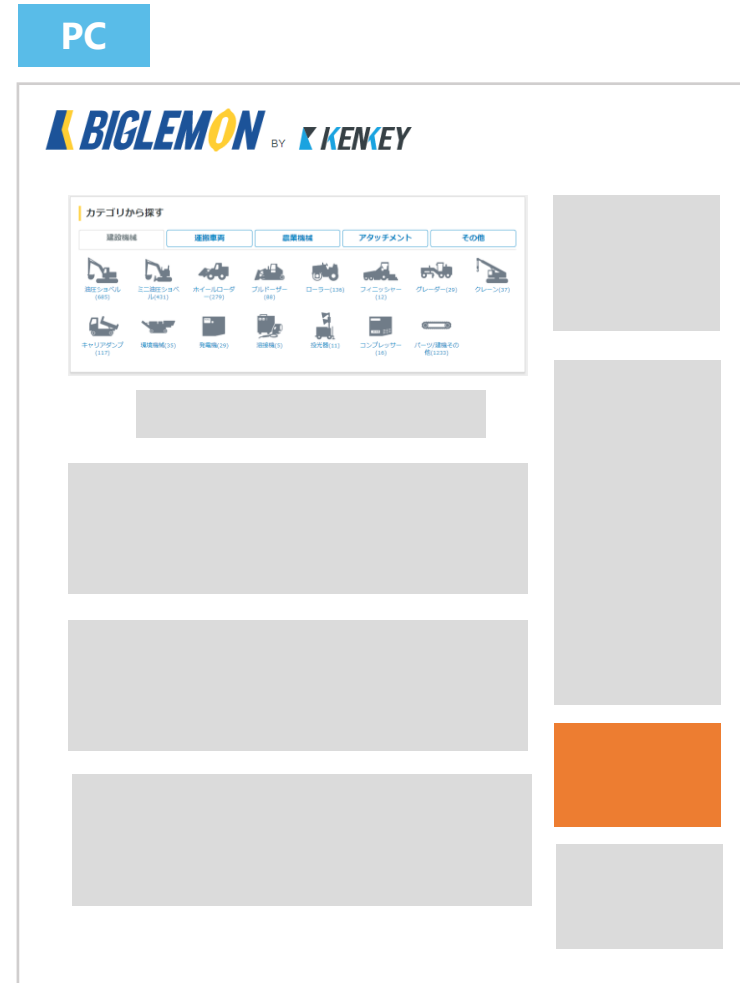 PC
BIGLEMON BY KENKEY
カテゴリから探す
建設機械 運搬車両 農業機械 アタッチメント その他
油圧ショベル ミニ油圧ショベ ホイールローダ ブルドーザー ローラー(136) フィニッシャー グレーダー(29) クレーン(37)
(685) ル(431) ー(279) (88) (12)
キャリアダンプ 環境機械(35) 発電機(29) 溶接機(5) 投光器(11) コンプレッサー パーツ/建機その
(117) (16) 他(1232)